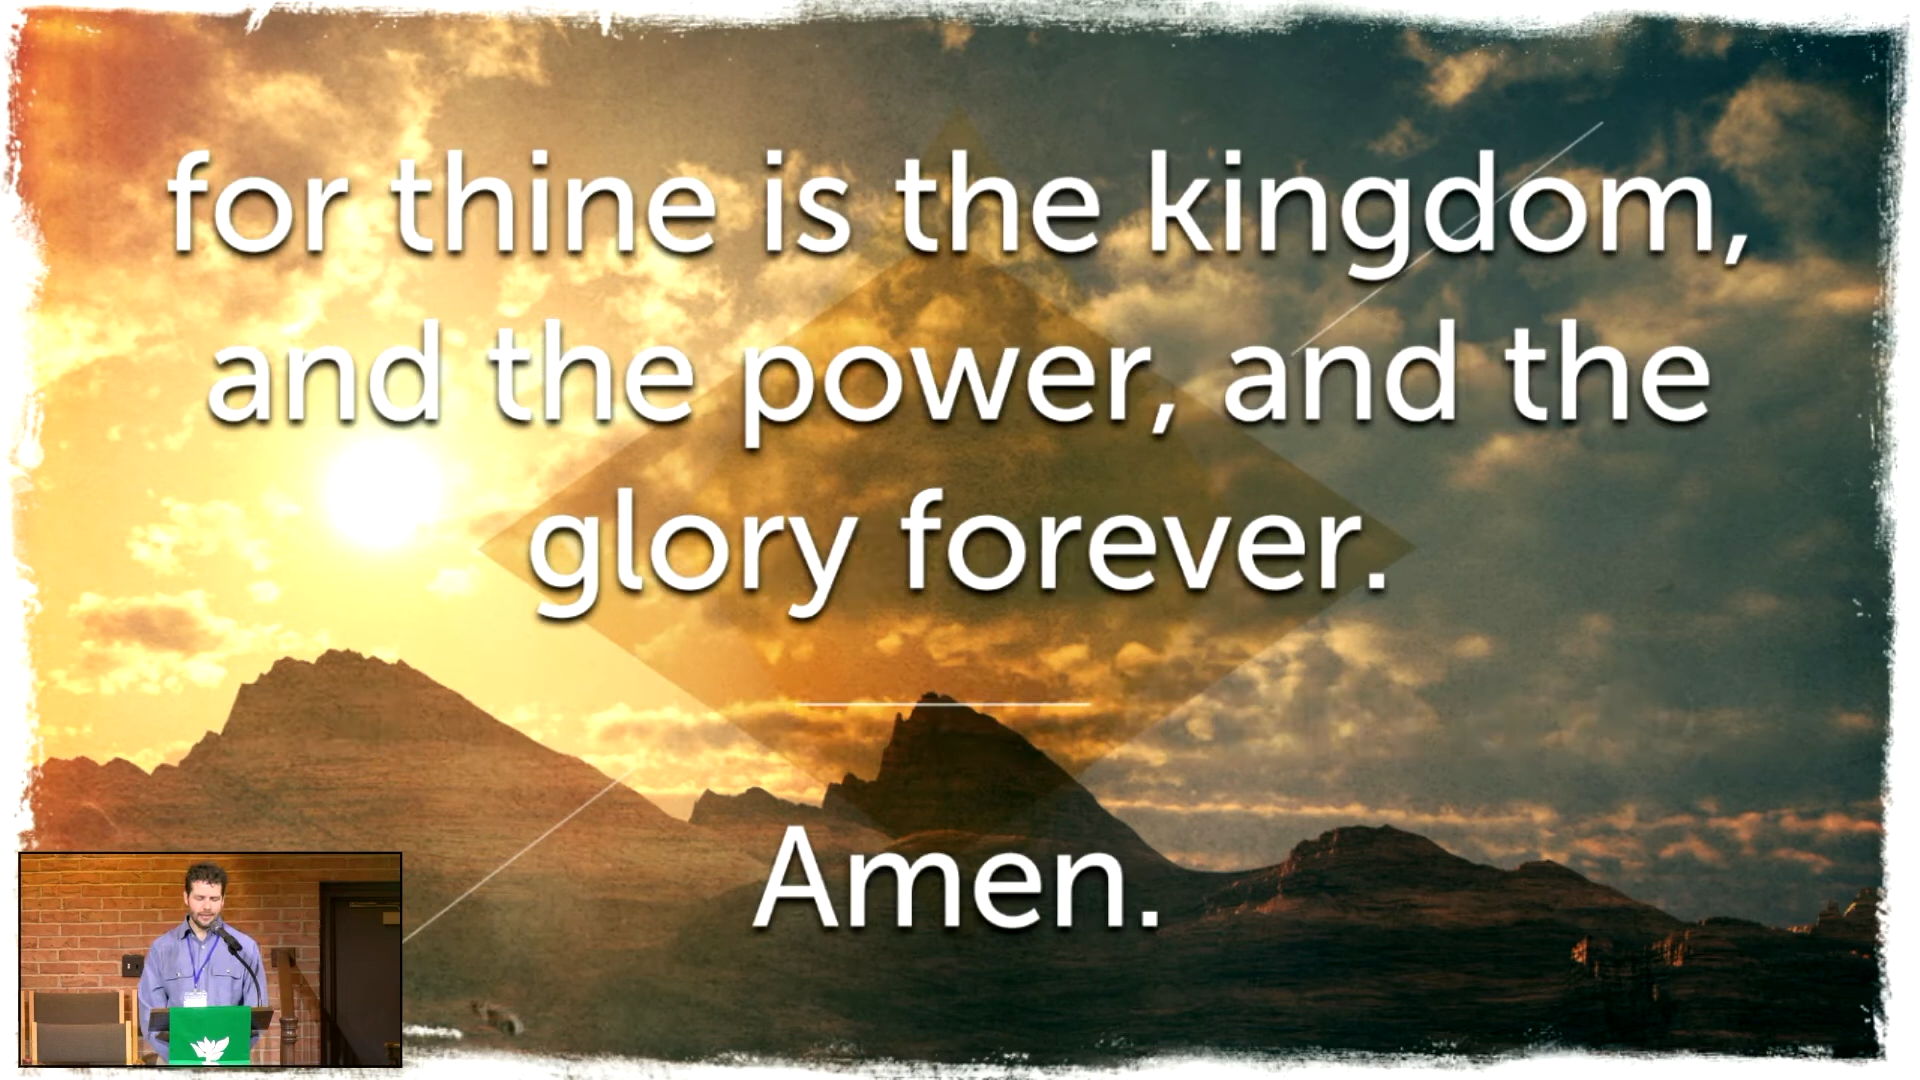 for thine is the kingdom,
and the power, and the
glory forever.
Amen.